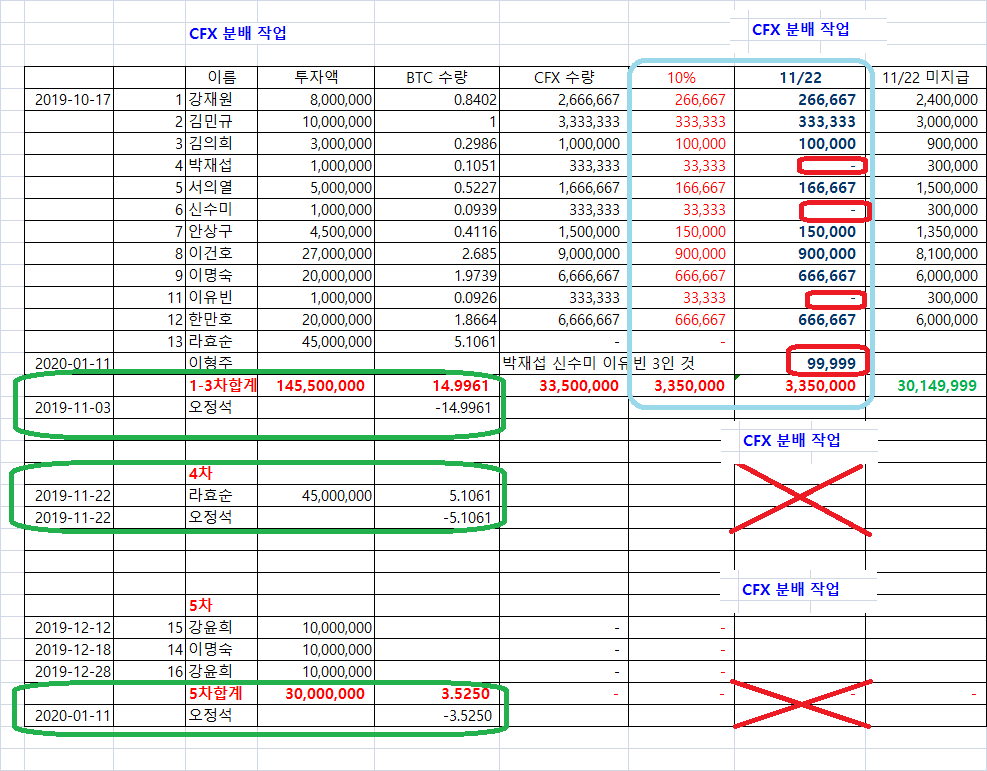 CFX 분배 작업 CFX 분배 작업
이름 투자액 BTC 수량 CFX 수량 10% 11/22 11/22 미지급
2019-10-17 1 강재원 8,000,000 0.8402 2,666,667 266,667 266,667 2,400,000
2 김민규 10,000,000 1 3,333,333 333,333 333,333 3,000,000
3 김의희 3,000,000 0.2986 1,000,000 100,000 100,000 900,000
4 박재섭 1,000,000 0.1051 333,333 33,333 - 300,000
5 서의열 5,000,000 0.5227 1,666,667 166,667 166,667 1,500,000
6 신수미 1,000,000 0.0939 333,333 33,333 - 300,000
7 안상구 4,500,000 0.4116 1,500,000 150,000 150,000 1,350,000
8 이건호 27,000,000 2.685 9,000,000 900,000 900,000 8,100,000
9 이명숙 20,000,000 1.9739 6,666,667 666,667 666,667 6,000,000
11 이유빈 1,000,000 0.0926 333,333 33,333 - 300,000
12 한만호 20,000,000 1.8664 6,666,667 666,667 666,667 6,000,000
13 라효순 45,000,000 5.1061 - -
2020-01-11 이형주 박재섭 신수미 이유빈 3인 것 99,999
1-3차합계 145,500,000 14.9961 33,500,000 3,350,000 3,350,000 30,149,999
2019-11-03 오정석 -14.9961
CFX 분배 작업
4차
2019-11-22 라효순 45,000,000 5.1061
2019-11-22 오정석 -5.1061
CFX 분배 작업
5차
2019-12-12 15 강윤희 10,000,000 - -
2019-12-18 14 이명숙 10,000,000 - -
2019-12-28 16 강윤희 10,000,000 - -
5차합계 30,000,000 3.5250 - - - -
2020-01-11 오정석 -3.5250